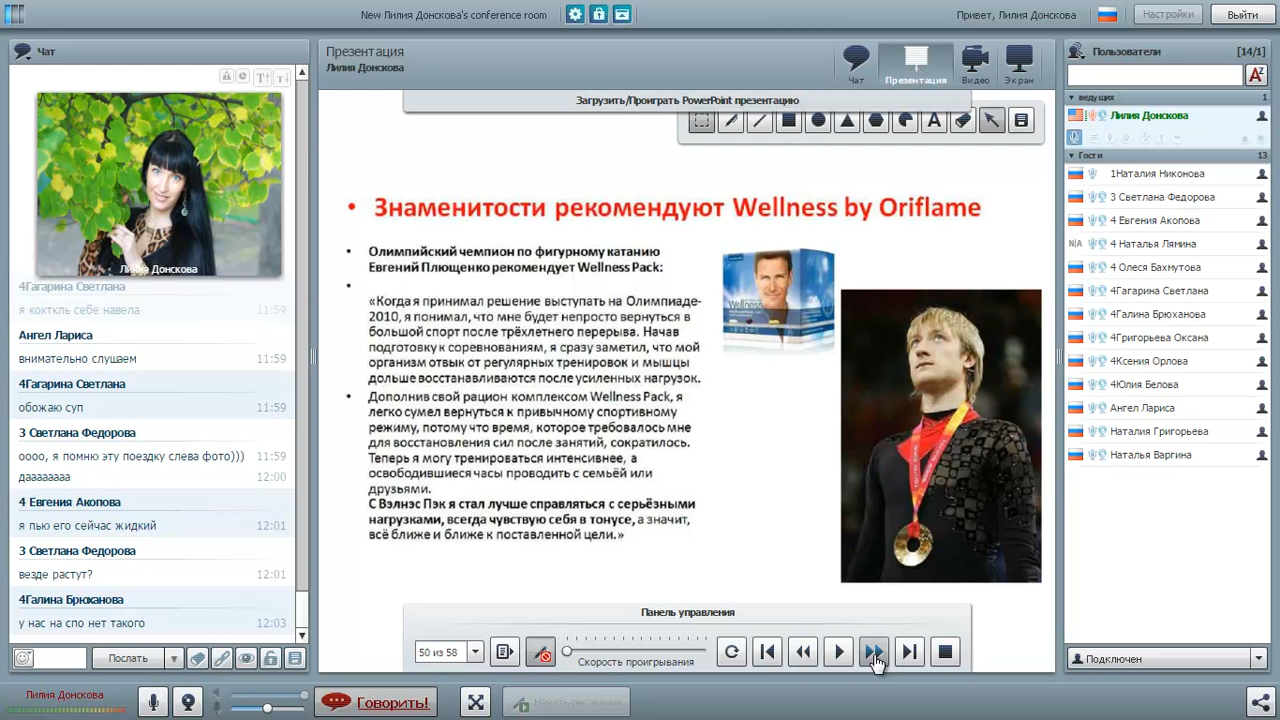 New Лилия Донскова's conference room
Привет, Лилия Донскова
Настройки
Выйти
Чат
Лилия Донскова
4Гагарина Светлана
я кокткль себе навела 11:59
Ангел Лариса
внимательно слушаем 11:59
4Гагарина Светлана
обожаю суп 11:59
3 Светлана Федорова
оооо, я помню эту поездку слева фото))) 11:59
дааааааааа 12:00
4 Евгения Акопова
я пью его сейчас жидкий 12:01
3 Светлана Федорова
везде растут? 12:01
4Галина Брюханова
у нас на спо нет такого 12:03
Послать
Презентация
Лилия Донскова
Чат
Презентация
Видео
Экран
Загрузить/Проиграть PowerPoint презентацию
A
• Знаменитости рекомендуют Wellness by Oriflame
• Олимпийский чемпион по фигурному катанию
Евгений Плющенко рекомендует Wellness Pack:
•
«Когда я принимал решение выступать на Олимпиаде-
2010, я понимал, что мне будет непросто вернуться в
большой спорт после трёхлетнего перерыва. Начав
подготовку к соревнованиям, я сразу заметил, что мой
организм отвык от регулярных тренировок и мышцы
дольше восстанавливаются после усиленных нагрузок.
• Дополнив свой рацион комплексом Wellness Pack, я
легко сумел вернуться к привычному спортивному
режиму, потому что время, которое требовалось мне
для восстановления сил после занятий, сократилось.
Теперь я могу тренироваться интенсивнее, а
освободившиеся часы проводить с семьёй или
друзьями.
С Вэлнэс Пэк я стал лучше справляться с серьёзными
нагрузками, всегда чувствую себя в тонусе, а значит,
всё ближе и ближе к поставленной цели.»
Wellness
Панель управления
50 из 58
Скорость проигрывания
Пользователи [14/1]
ведущих 1
Лилия Донскова
Гости 13
1Наталия Никонова
3 Светлана Федорова
4 Евгения Акопова
N/A 4 Наталья Лямина
4 Олеся Бахмутова
4Гагарина Светлана
4Галина Брюханова
4Григорьева Оксана
4Ксения Орлова
4Юлия Белова
Ангел Лариса
Наталия Григорьева
Наталья Варгина
Подключен
Лилия Донскова
Говорить!